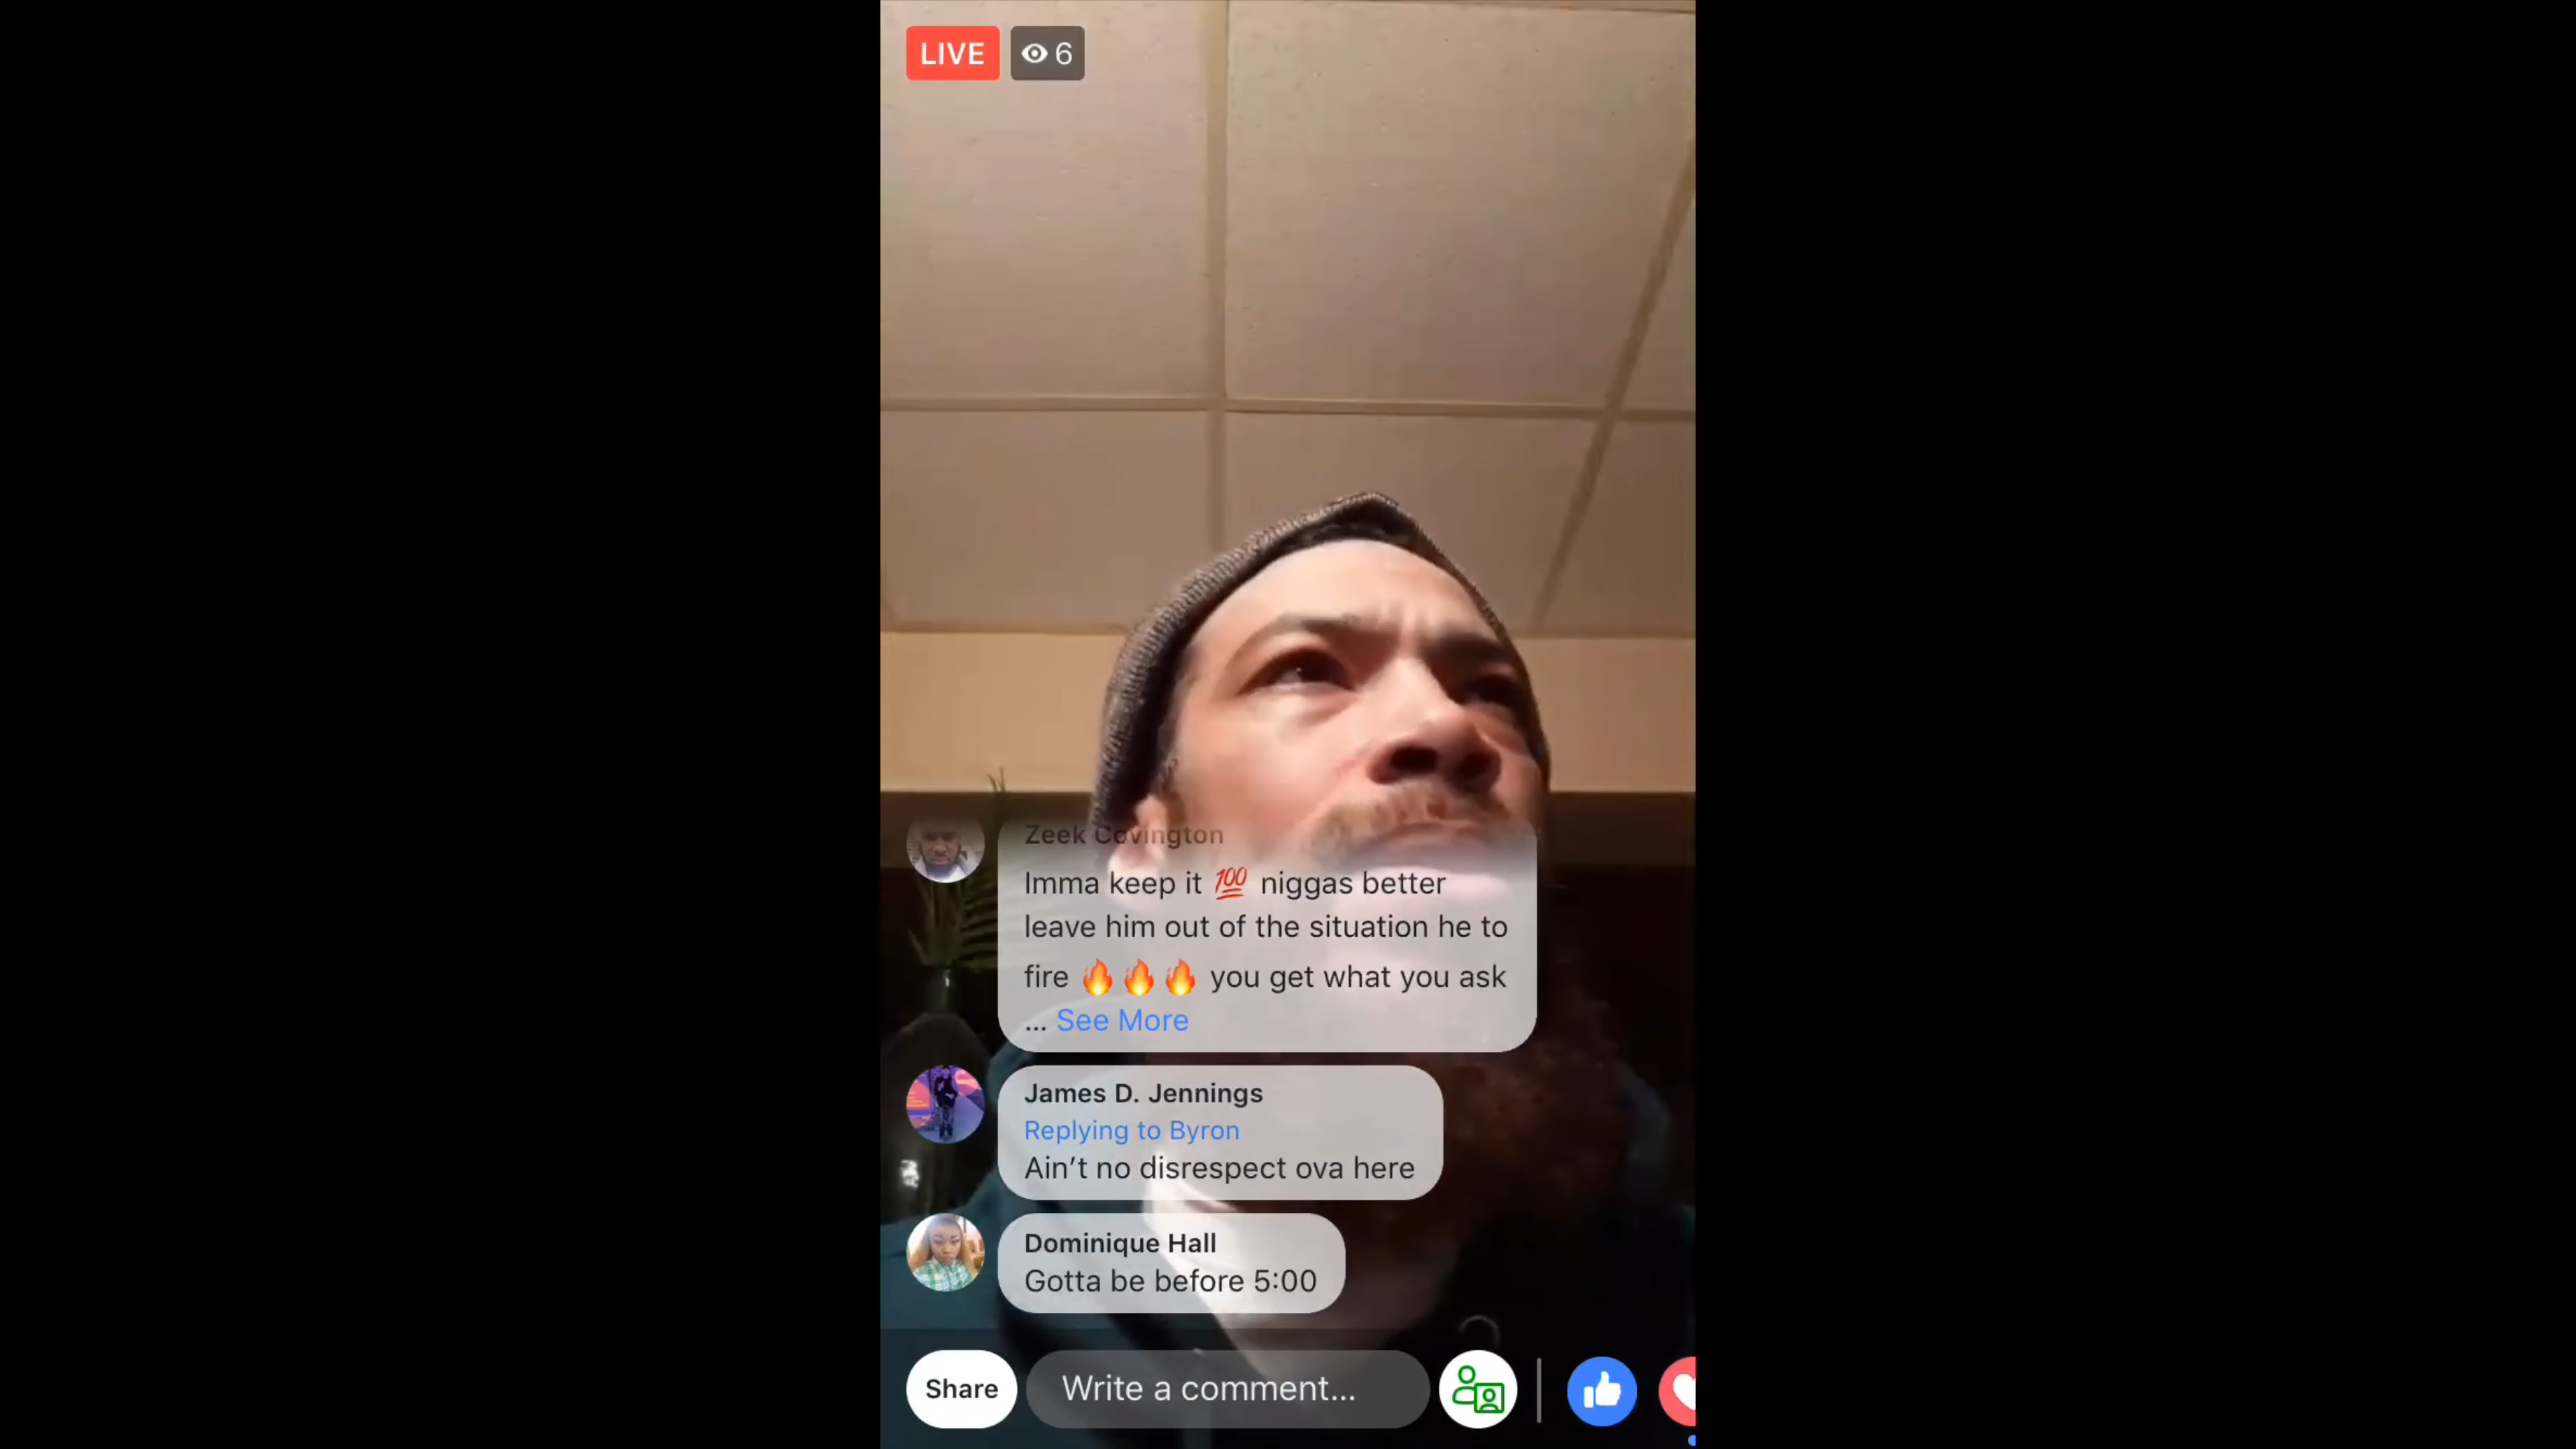 LIVE 6
Zeek Covington
Imma keep it 💯 niggas better
leave him out of the situation he to
fire 🔥🔥🔥 you get what you ask
... See More
James D. Jennings
Replying to Byron
Ain't no disrespect ova here
Dominique Hall
Gotta be before 5:00
Share
Write a comment...